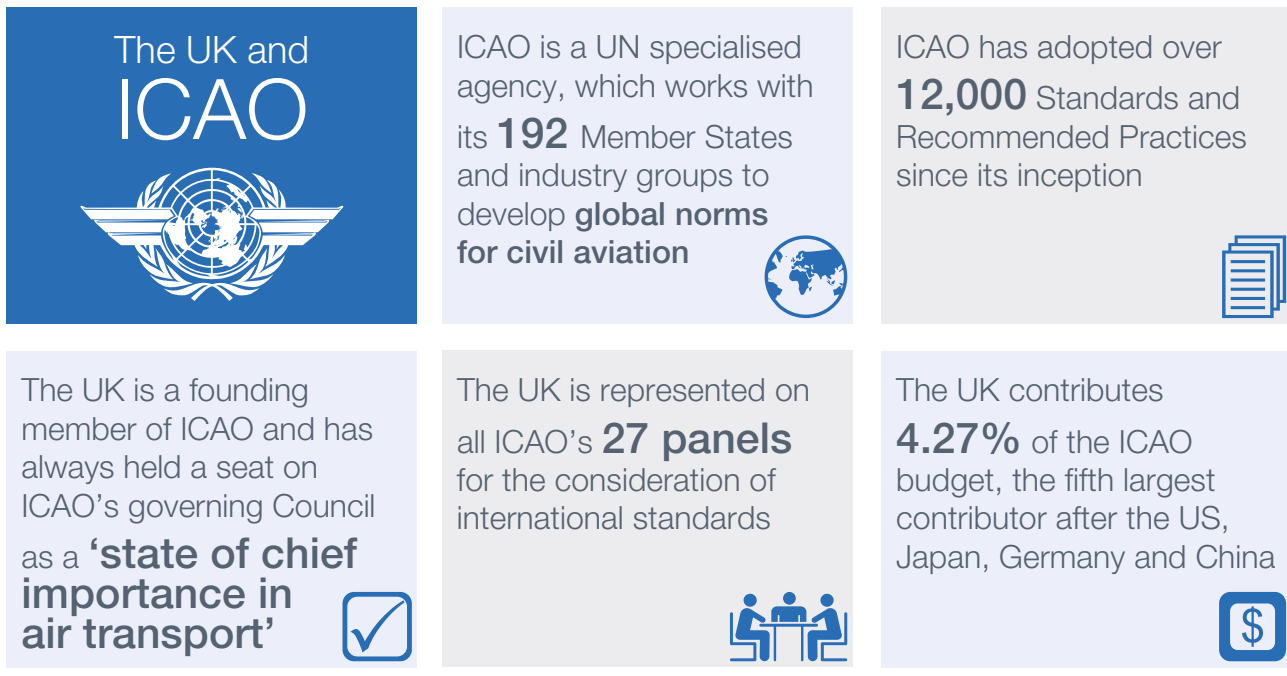 The UK and
ICAO
ICAO is a UN specialised
agency, which works with
its 192 Member States
and industry groups to
develop global norms
for civil aviation
ICAO has adopted over
12,000 Standards and
Recommended Practices
since its inception
The UK is a founding
member of ICAO and has
always held a seat on
ICAO’s governing Council
as a ‘state of chief
importance in
air transport’
The UK is represented on
all ICAO’s 27 panels
for the consideration of
international standards
The UK contributes
4.27% of the ICAO
budget, the fifth largest
contributor after the US,
Japan, Germany and China
$